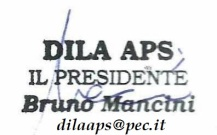 DILA APS
IL PRESIDENTE
Bruno Mancini
dilaaps@pec.it